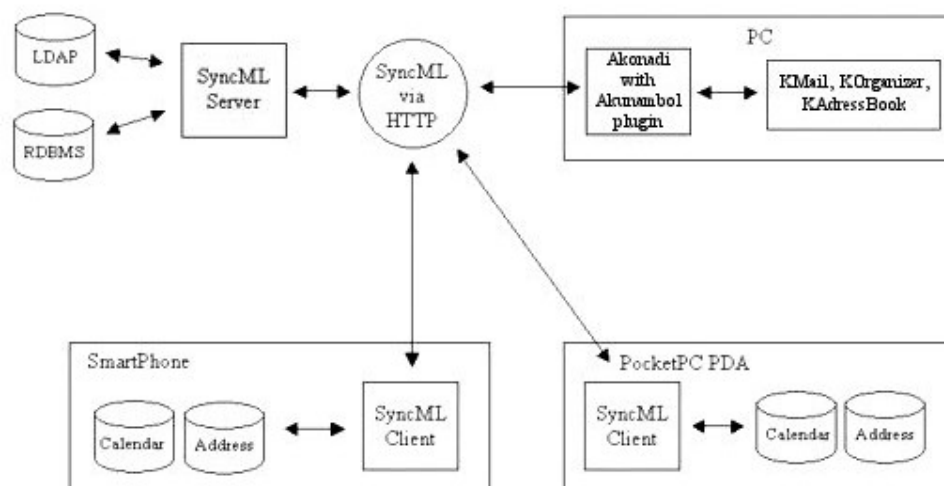 LDAP
RDBMS
SyncML
Server
SyncML
via
HTTP
PC
Akonadi
with
Akunambol
plugin
KMail, KOrganizer,
KAdressBook
SmartPhone
Calendar
Address
SyncML
Client
PocketPC PDA
SyncML
Client
Calendar
Address